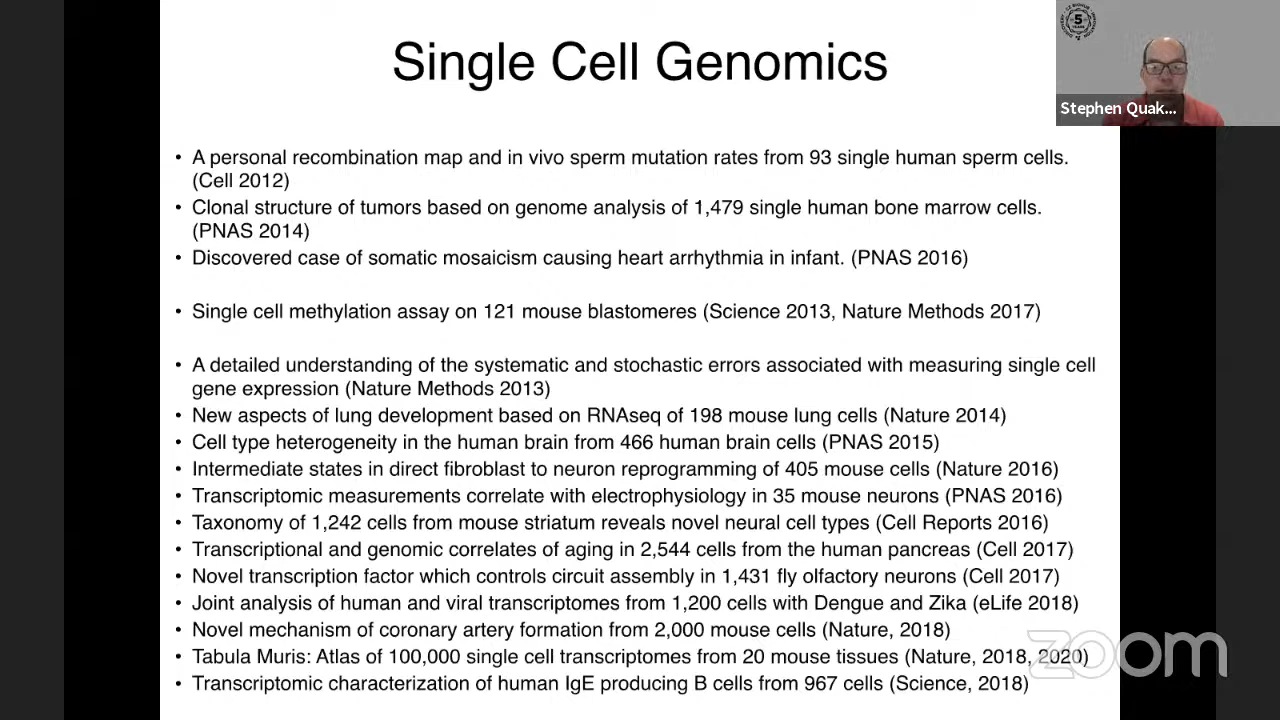 Single Cell Genomics
5
Stephen Quak...
• A personal recombination map and in vivo sperm mutation rates from 93 single human sperm cells.
(Cell 2012)
• Clonal structure of tumors based on genome analysis of 1,479 single human bone marrow cells.
(PNAS 2014)
• Discovered case of somatic mosaicism causing heart arrhythmia in infant. (PNAS 2016)
• Single cell methylation assay on 121 mouse blastomeres (Science 2013, Nature Methods 2017)
• A detailed understanding of the systematic and stochastic errors associated with measuring single cell
gene expression (Nature Methods 2013)
• New aspects of lung development based on RNAseq of 198 mouse lung cells (Nature 2014)
• Cell type heterogeneity in the human brain from 466 human brain cells (PNAS 2015)
• Intermediate states in direct fibroblast to neuron reprogramming of 405 mouse cells (Nature 2016)
• Transcriptomic measurements correlate with electrophysiology in 35 mouse neurons (PNAS 2016)
• Taxonomy of 1,242 cells from mouse striatum reveals novel neural cell types (Cell Reports 2016)
• Transcriptional and genomic correlates of aging in 2,544 cells from the human pancreas (Cell 2017)
• Novel transcription factor which controls circuit assembly in 1,431 fly olfactory neurons (Cell 2017)
• Joint analysis of human and viral transcriptomes from 1,200 cells with Dengue and Zika (eLife 2018)
• Novel mechanism of coronary artery formation from 2,000 mouse cells (Nature, 2018)
• Tabula Muris: Atlas of 100,000 single cell transcriptomes from 20 mouse tissues (Nature, 2018, 2020)
• Transcriptomic characterization of human IgE producing B cells from 967 cells (Science, 2018)
zoom